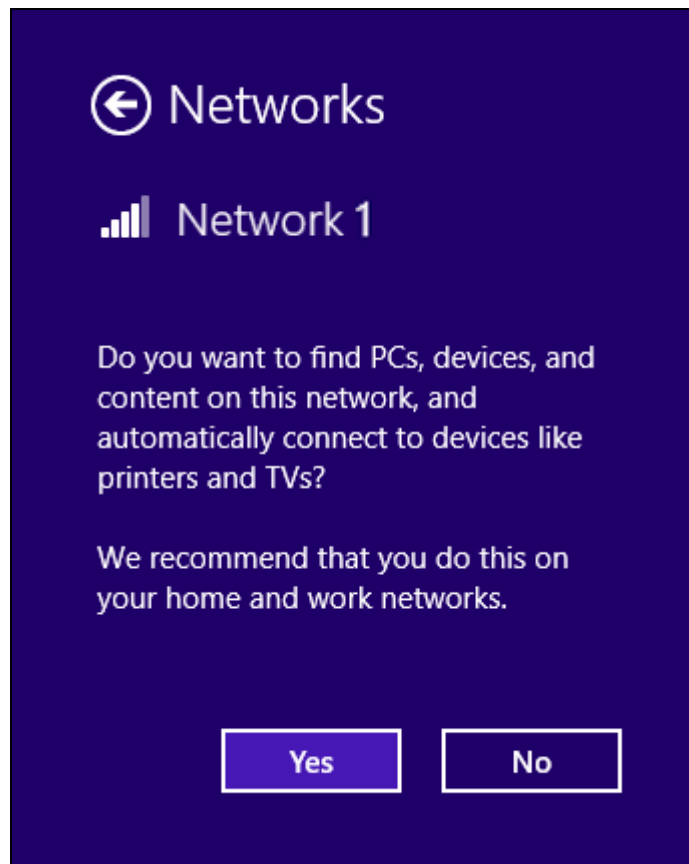 Networks
Network 1
Do you want to find PCs, devices, and
content on this network, and
automatically connect to devices like
printers and TVs?
We recommend that you do this on
your home and work networks.
Yes No